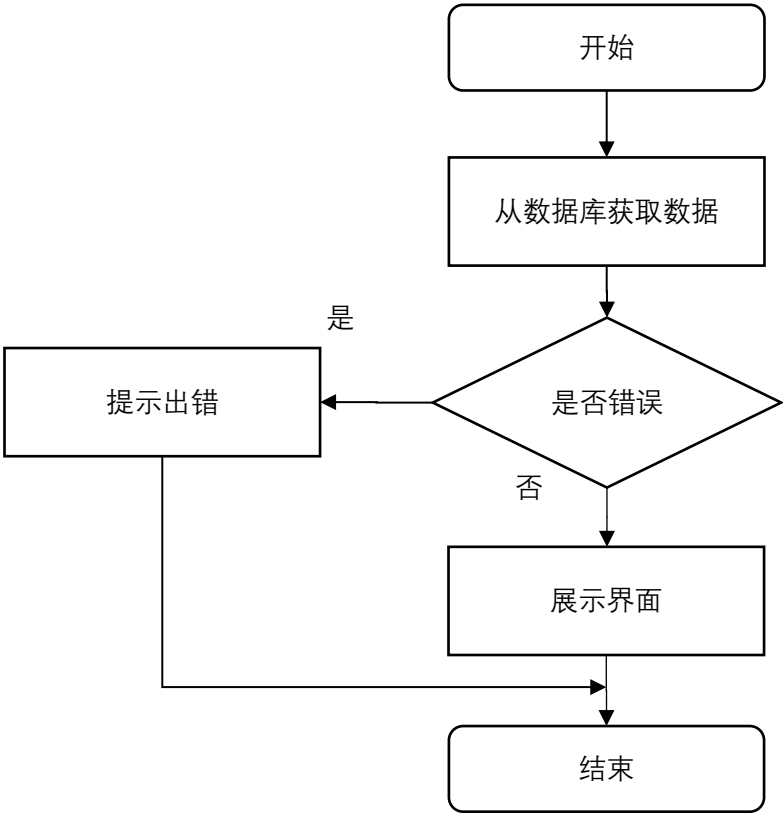 开始
从数据库获取数据
是
提示出错
是否错误
否
展示界面
结束